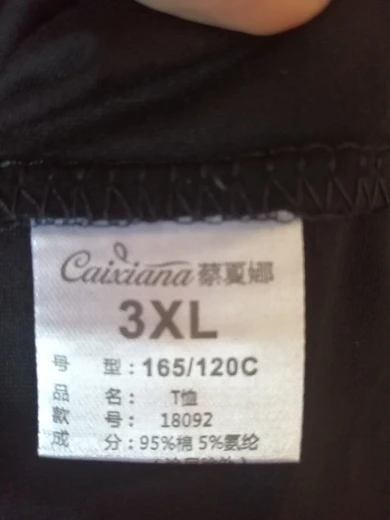 Caixiana 蔡夏娜
3XL
号 型: 165/120C
品 名: T恤
款 号: 18092
成 分: 95%棉 5%氨纶